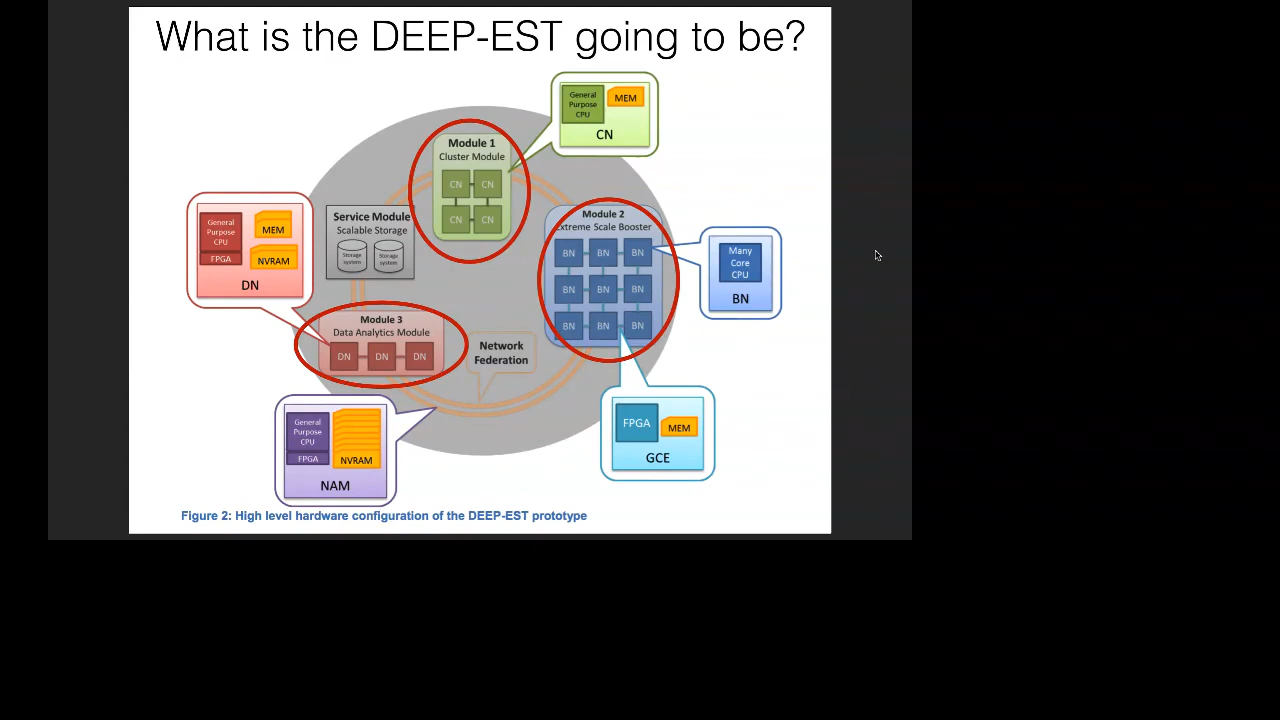 What is the DEEP-EST going to be?
General
Purpose
CPU
MEM
CN
Module 1
Cluster Module
CN CN
CN CN
Service Module
Scalable Storage
Storage
system
Storage
system
General
Purpose
CPU
FPGA
MEM
NVRAM
DN
Module 2
Extreme Scale Booster
BN BN BN
BN BN BN
BN BN BN
Many
Core
CPU
BN
Module 3
Data Analytics Module
DN DN DN
Network
Federation
General
Purpose
CPU
FPGA
NVRAM
NAM
FPGA
MEM
GCE
Figure 2: High level hardware configuration of the DEEP-EST prototype